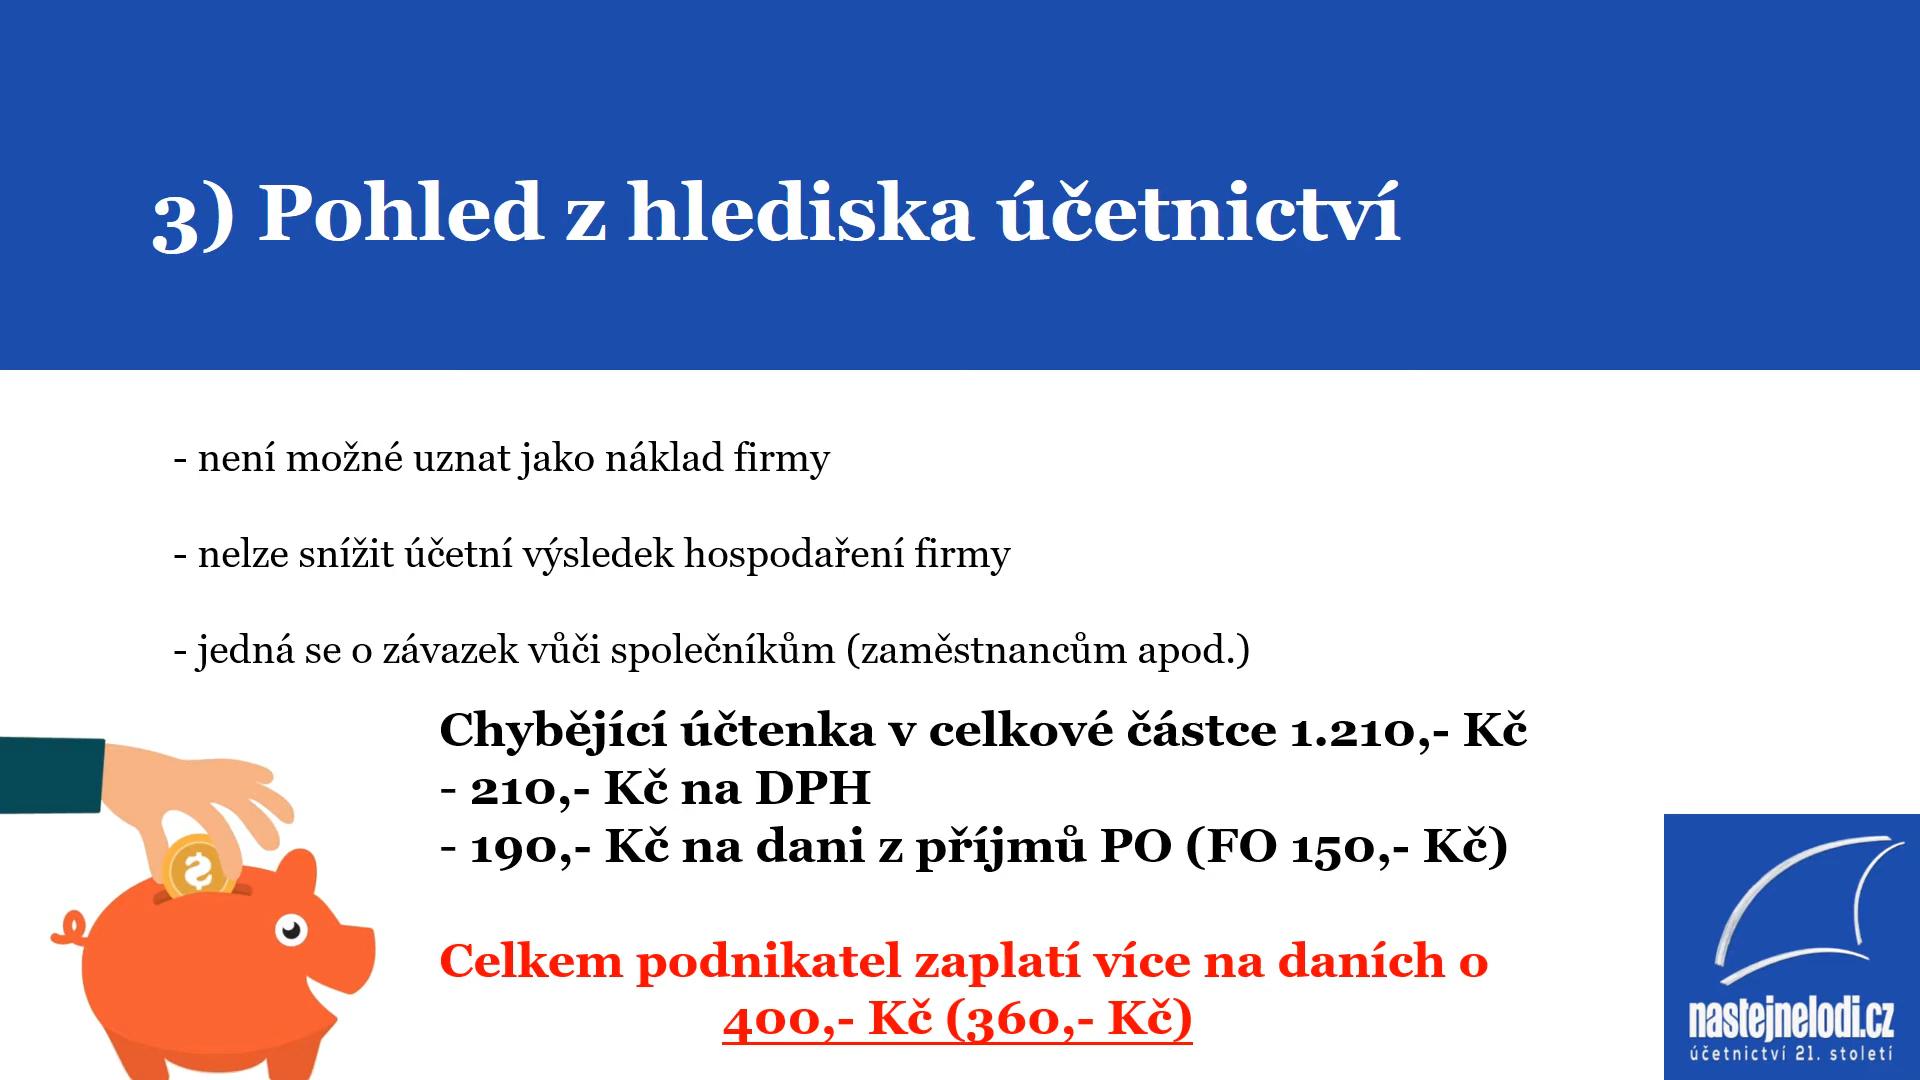 3) Pohled z hlediska účetnictví
- není možné uznat jako náklad firmy
- nelze snížit účetní výsledek hospodaření firmy
- jedná se o závazek vůči společníkům (zaměstnancům apod.)
Chybějící účtenka v celkové částce 1.210,- Kč
- 210,- Kč na DPH
- 190,- Kč na dani z příjmů PO (FO 150,- Kč)
Celkem podnikatel zaplatí více na daních o
400,- Kč (360,- Kč)
nastejnelodi.cz
účetnictví 21. století